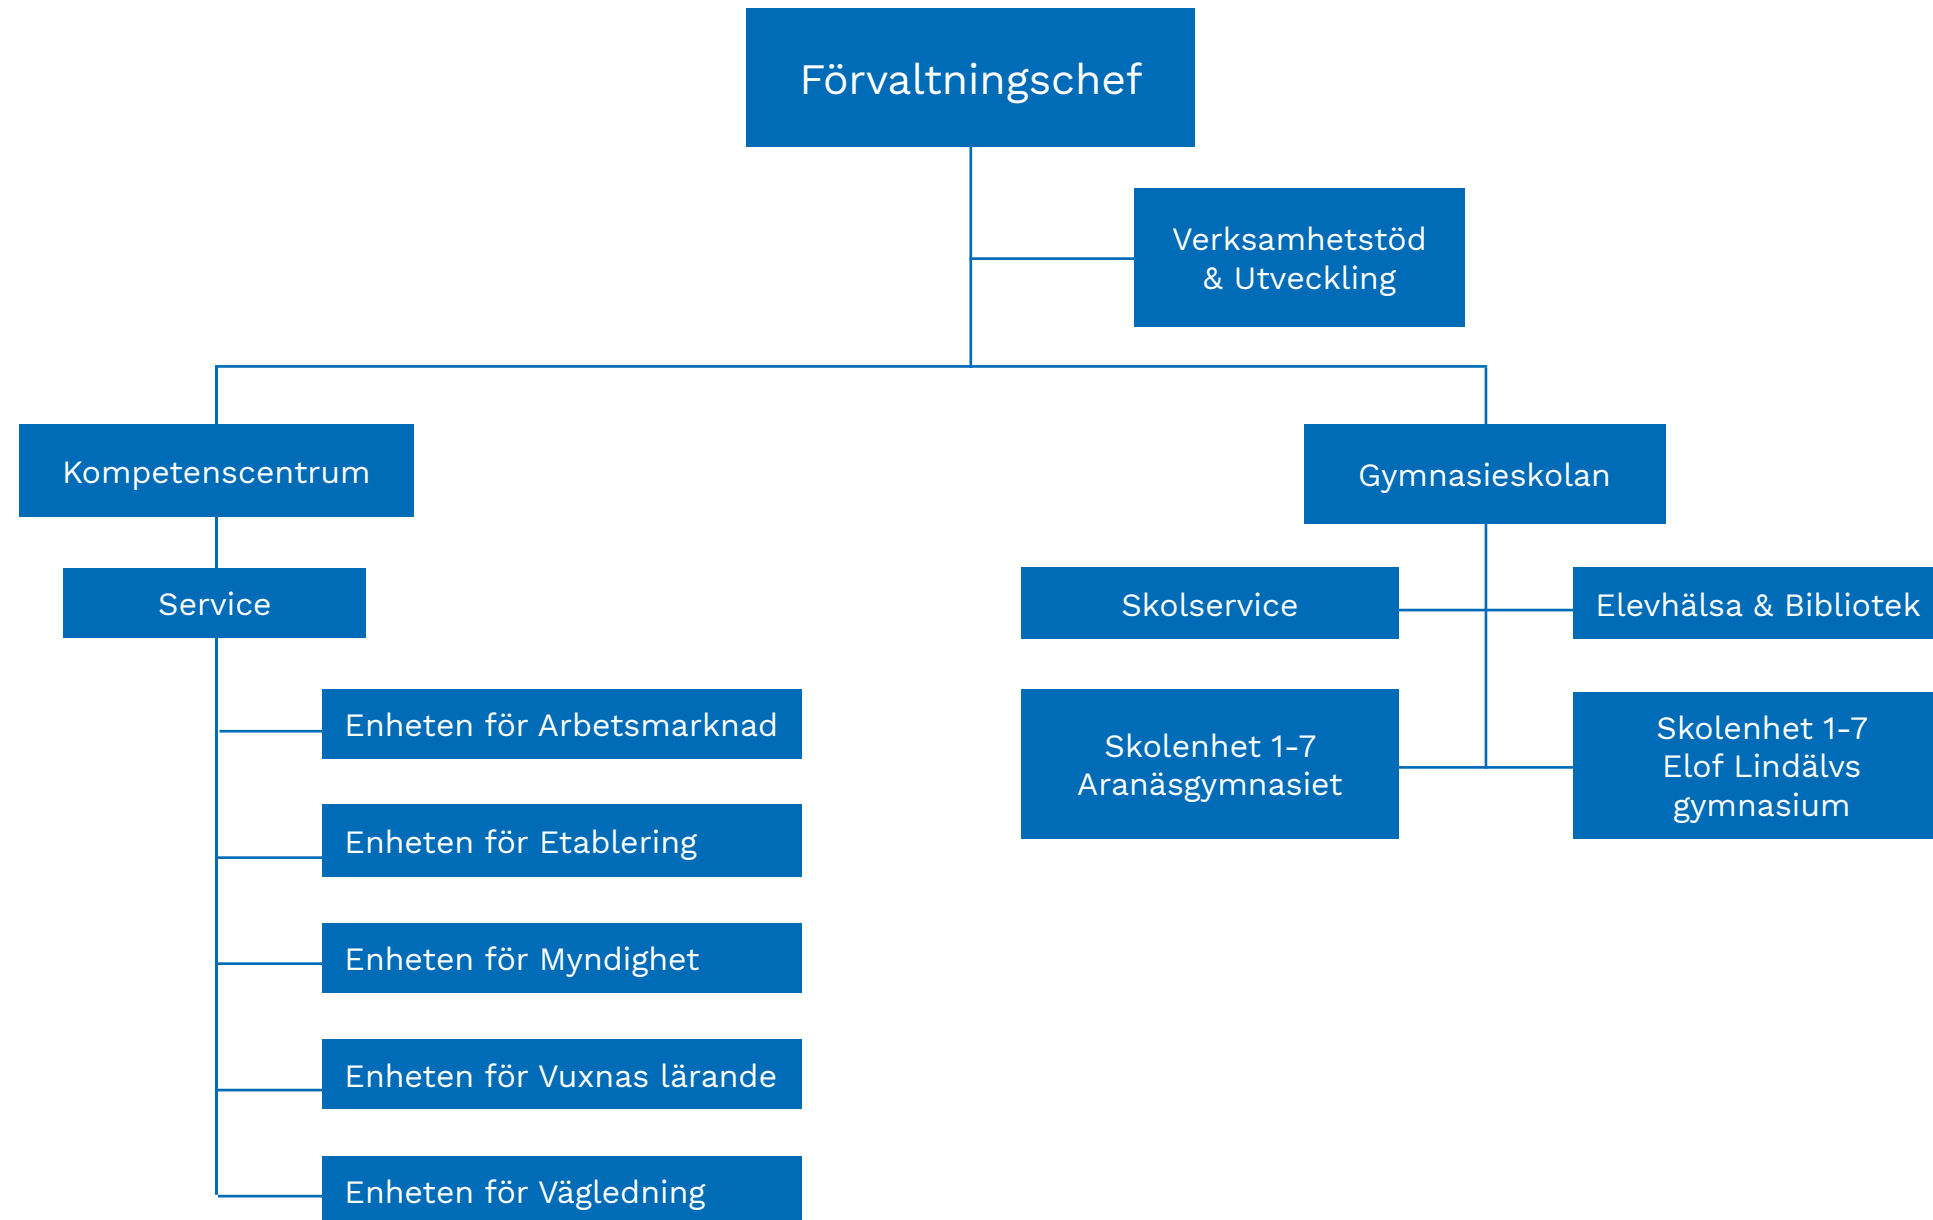 Förvaltningschef
Verksamhetstöd
& Utveckling
Kompetenscentrum
Gymnasieskolan
Service
Skolservice
Elevhälsa & Bibliotek
Enheten för Arbetsmarknad
Skolenhet 1-7
Aranäsgymnasiet
Skolenhet 1-7
Elof Lindälvs
gymnasium
Enheten för Etablering
Enheten för Myndighet
Enheten för Vuxnas lärande
Enheten för Vägledning